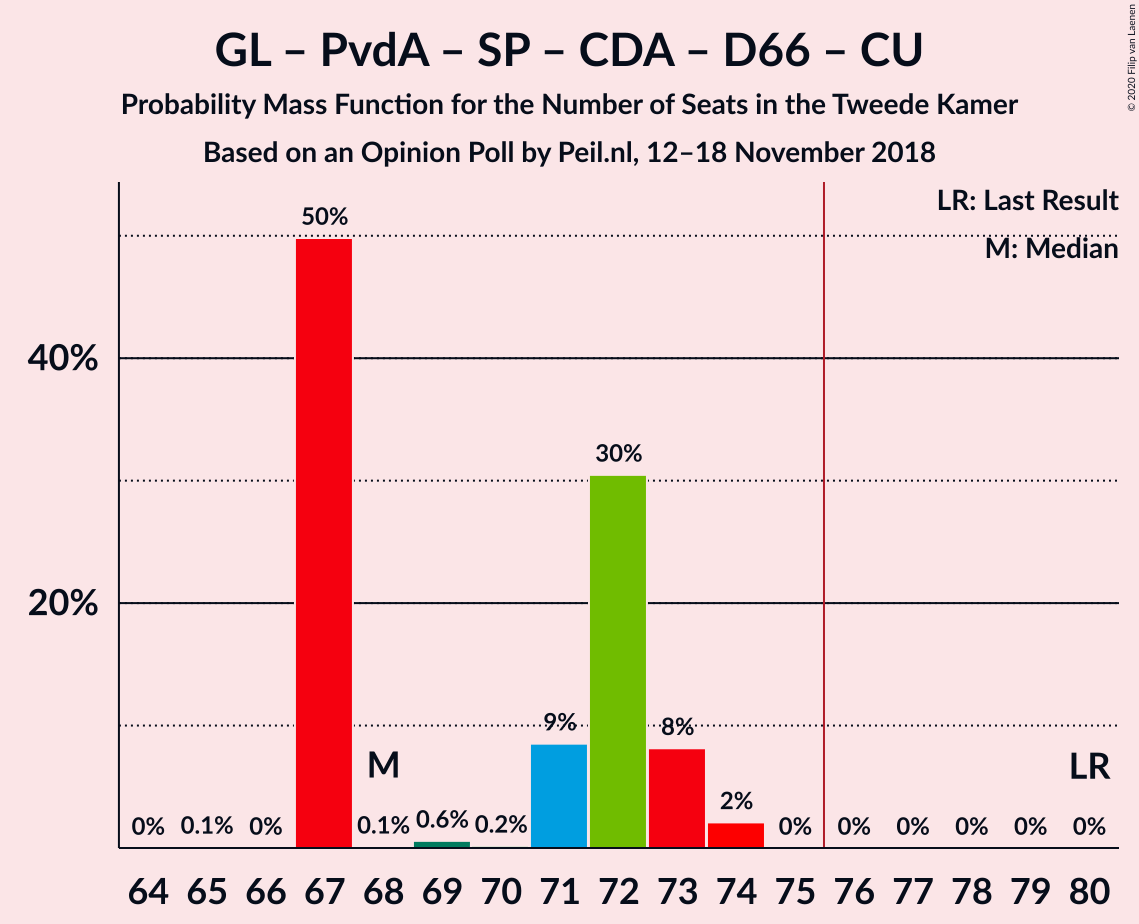 GL – PvdA – SP – CDA – D66 – CU
Probability Mass Function for the Number of Seats in the Tweede Kamer
Based on an Opinion Poll by Peil.nl, 12–18 November 2018
© 2020 Filip van Laenen
LR: Last Result
M: Median
50%
40%
30%
20%
9%
8%
M
LR
2%
0%
0.1%
0%
0.1%
0.6%
0.2%
0%
0%
0%
0%
0%
0%
64 65 66 67 68 69 70 71 72 73 74 75 76 77 78 79 80